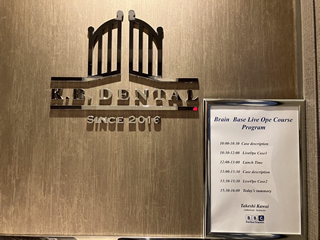 K.B. DENTAL
SINCE 2016
Brain Base Live Ope Course
Program
10:00-10:30 Case description
10:30-12:00 LiveOpe Case1
12:00-13:00 Lunch Time
13:00-13:30 Case description
13:30-15:30 LiveOpe Case2
15:30-16:00 Today's summary
Takeshi Kawai